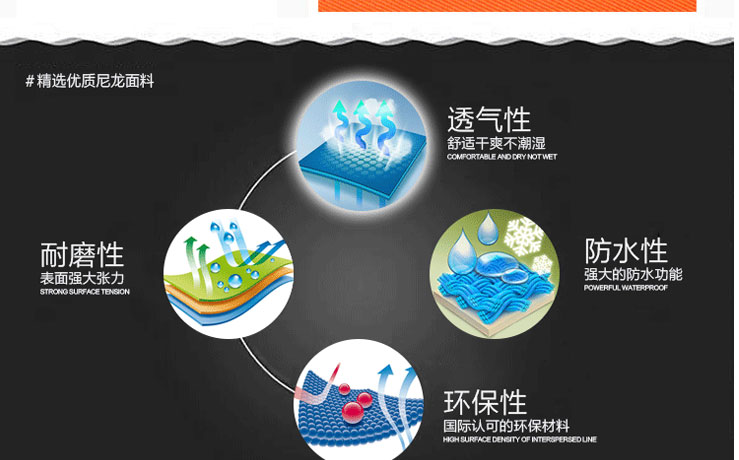 #精选优质尼龙面料
透气性
舒适干爽不潮湿
COMFORTABLE AND DRY NOT WET
耐磨性
表面强大张力
STRONG SURFACE TENSION
防水性
强大的防水功能
POWERFUL WATERPROOF
环保性
国际认可的环保材料
HIGH SURFACE DENSITY OF INTERSPERSED LINE